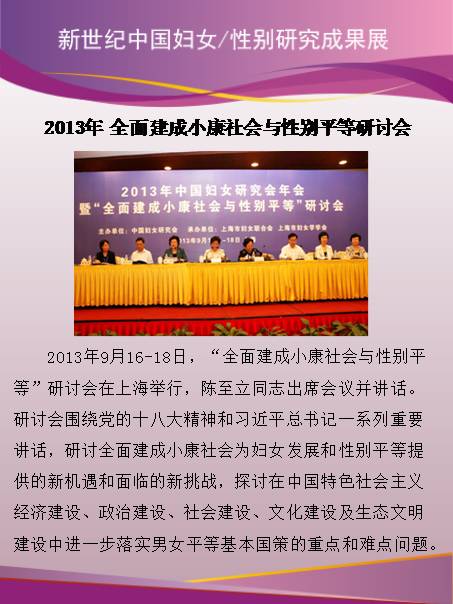 新世纪中国妇女/性别研究成果展
2013年 全面建成小康社会与性别平等研讨会
2013年中国妇女研究会年会
暨“全面建成小康社会与性别平等”研讨会
主办单位：中国妇女研究会 承办单位：上海市妇女联合会 上海市妇女学学会
2013年9月16-18日，“全面建成小康社会与性别平
等”研讨会在上海举行，陈至立同志出席会议并讲话。
研讨会围绕党的十八大精神和习近平总书记一系列重要
讲话，研讨全面建成小康社会为妇女发展和性别平等提
供的新机遇和面临的新挑战，探讨在中国特色社会主义
经济建设、政治建设、社会建设、文化建设及生态文明
建设中进一步落实男女平等基本国策的重点和难点问题。